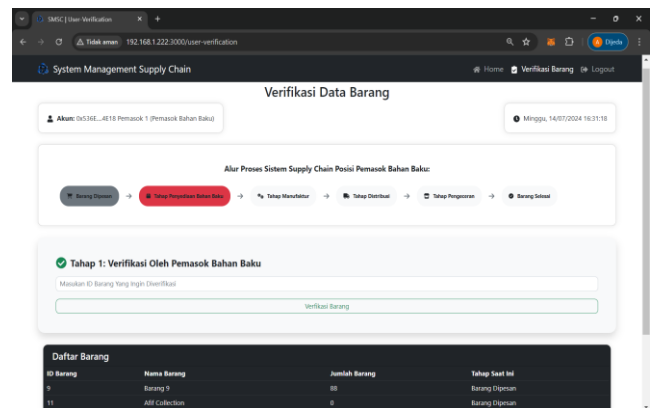 SMSC | User-Verification
Tidak aman 192.168.1.222:3000/user-verification
Dijeda
System Management Supply Chain
Home Verifikasi Barang Logout
Verifikasi Data Barang
Akun: 0x536E...4E18 Pemasok 1 (Pemasok Bahan Baku)
Minggu, 14/07/2024 16:31:18
Alur Proses Sistem Supply Chain Posisi Pemasok Bahan Baku:
Barang Dipesan → Tahap Penyediaan Bahan Baku → Tahap Manufaktur → Tahap Distribusi → Tahap Pengeceran → Barang Selesai
Tahap 1: Verifikasi Oleh Pemasok Bahan Baku
Masukan ID Barang Yang Ingin Diverifikasi
Verfikasi Barang
Daftar Barang
ID Barang Nama Barang Jumlah Barang Tahap Saat Ini
9 Barang 9 88 Barang Dipesan
11 Afif Collection 0 Barang Dipesan